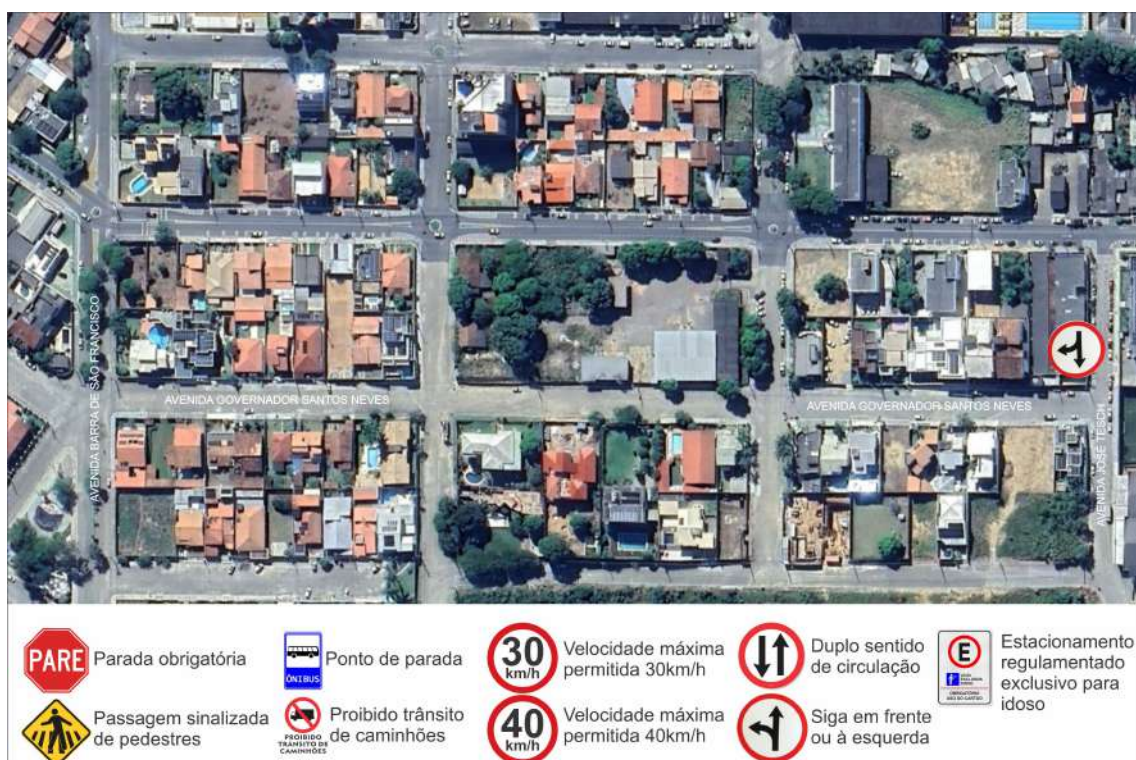 AVENIDA BARRA DE SÃO FRANCISCO
AVENIDA GOVERNADOR SANTOS NEVES
AVENIDA GOVERNADOR SANTOS NEVES
AVENIDA JOSÉ TESCH
PARE
Parada obrigatória
ÔNIBUS
Ponto de parada
30
km/h
Velocidade máxima
permitida 30km/h
Duplo sentido
de circulação
E
Estacionamento
regulamentado
exclusivo para
idoso
Passagem sinalizada
de pedestres
PROIBIDO
TRÂNSITO DE
CAMINHÕES
Proibido trânsito
de caminhões
40
km/h
Velocidade máxima
permitida 40km/h
Siga em frente
ou à esquerda